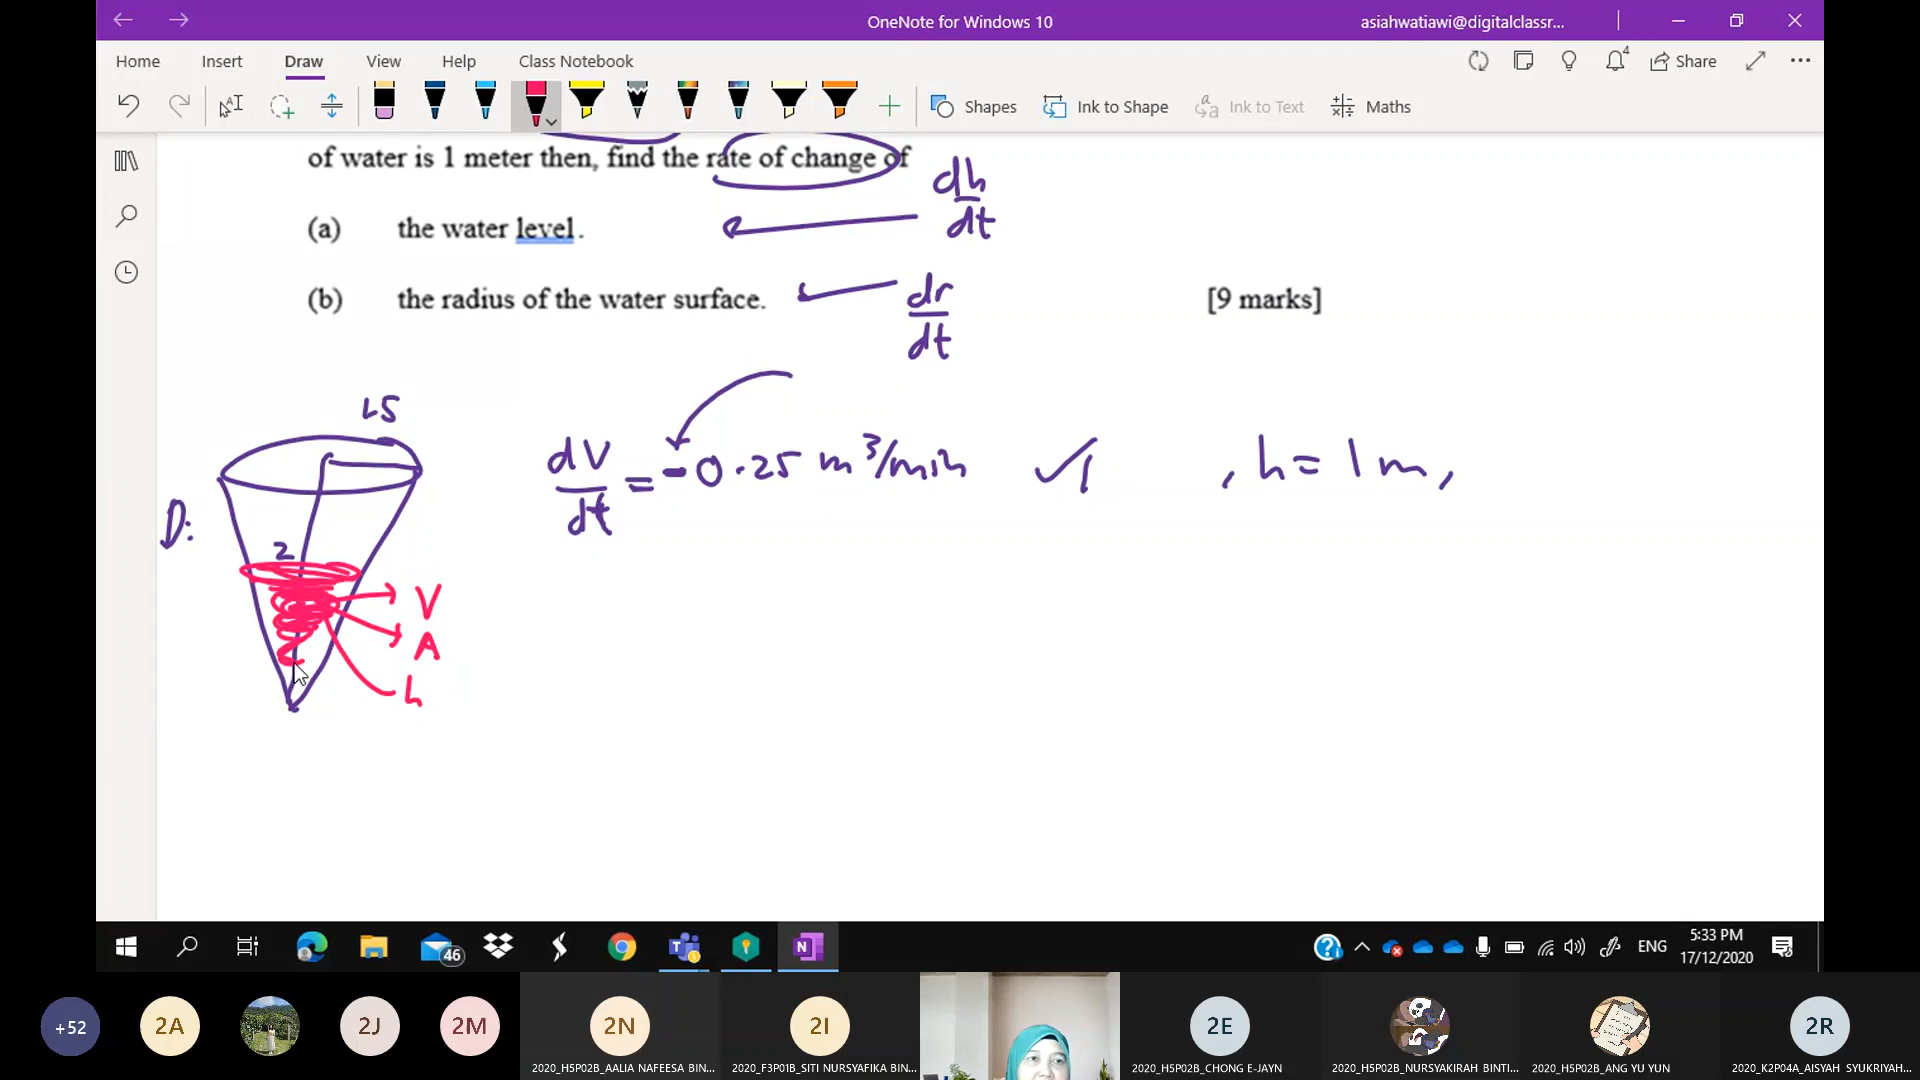 OneNote for Windows 10
asiahwatiawi@digitalclassr...
Home Insert Draw View Help Class Notebook
4
Share
Shapes Ink to Shape Ink to Text Maths
of water is 1 meter then, find the rate of change of
dh
dt
(a) the water level.
(b) the radius of the water surface.
dr
dt
[9 marks]
1.5
D:
2
V
A
h
dV
dt
= -0.25 m³/min ✓1 , h = 1 m,
46
ENG
5:33 PM
17/12/2020
+52
2A
2J
2M
2N
2I
2E
2R
2020_H5P02B_AALIA NAFEESA BIN...
2020_F3P01B_SITI NURSYAFIKA BIN...
2020_H5P02B_CHONG E-JAYN
2020_H5P02B_NURSYAKIRAH BINTI...
2020_H5P02B_ANG YU YUN
2020_K2P04A_AISYAH SYUKRIYAH...